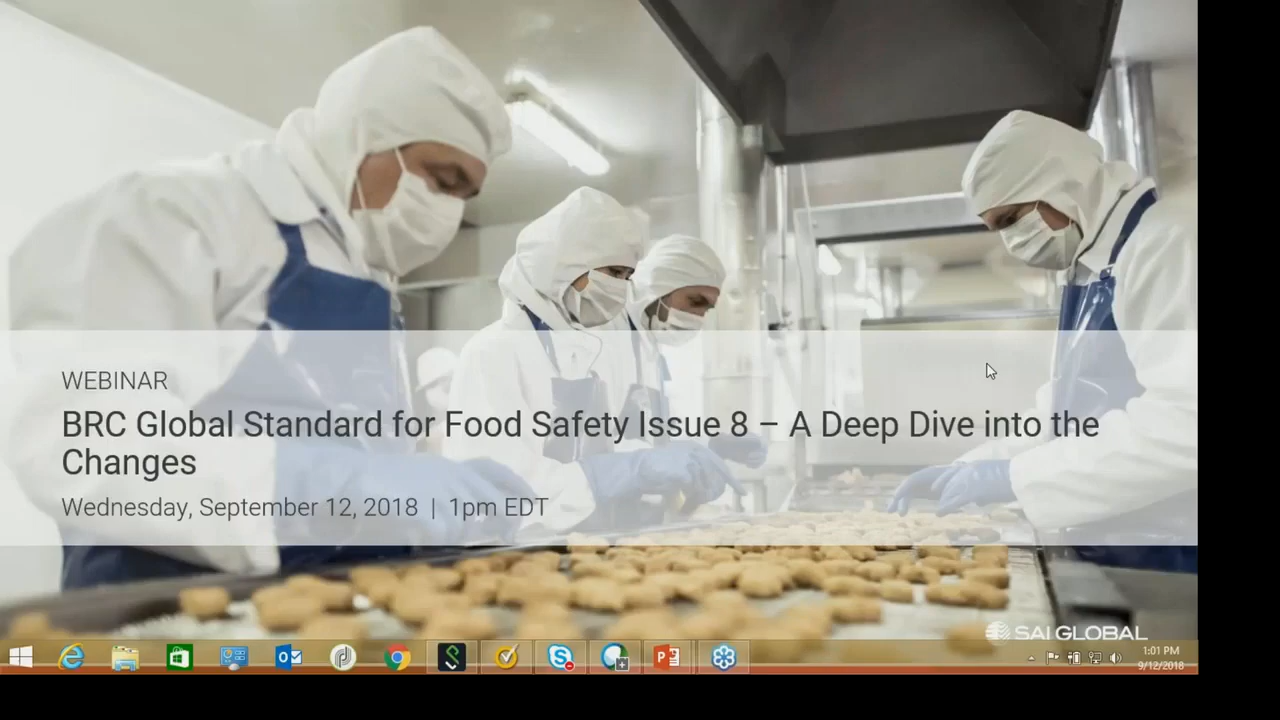 WEBINAR
BRC Global Standard for Food Safety Issue 8 – A Deep Dive into the
Changes
Wednesday, September 12, 2018 | 1pm EDT
SAI GLOBAL
1:01 PM
9/12/2018